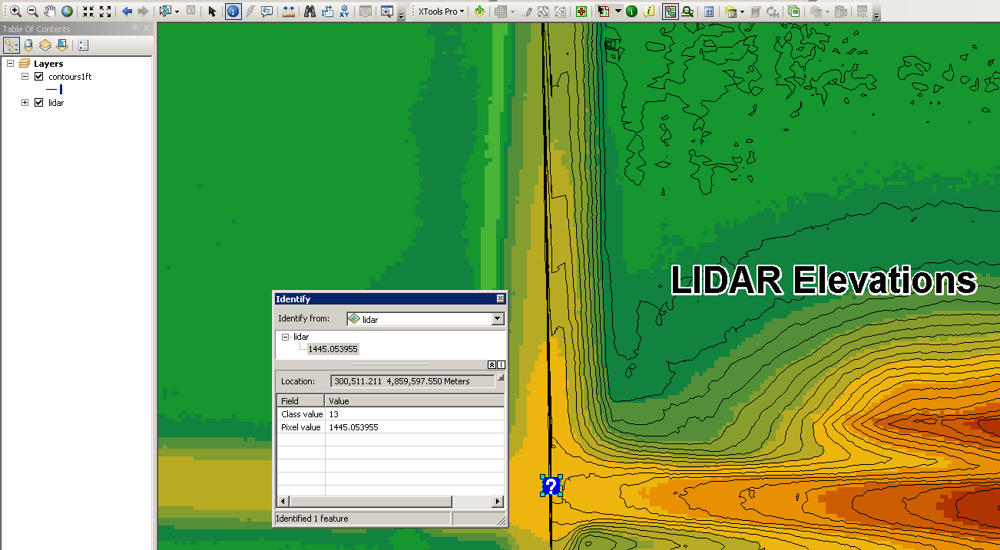 XTools Pro
XY
SQL
Table Of Contents
Layers
contours1ft
lidar
LIDAR Elevations
Identify
Identify from: lidar
lidar
1445.053955
Location: 300,511.211 4,859,597.550 Meters
Field Value
Class value 13
Pixel value 1445.053955
?
Identified 1 feature